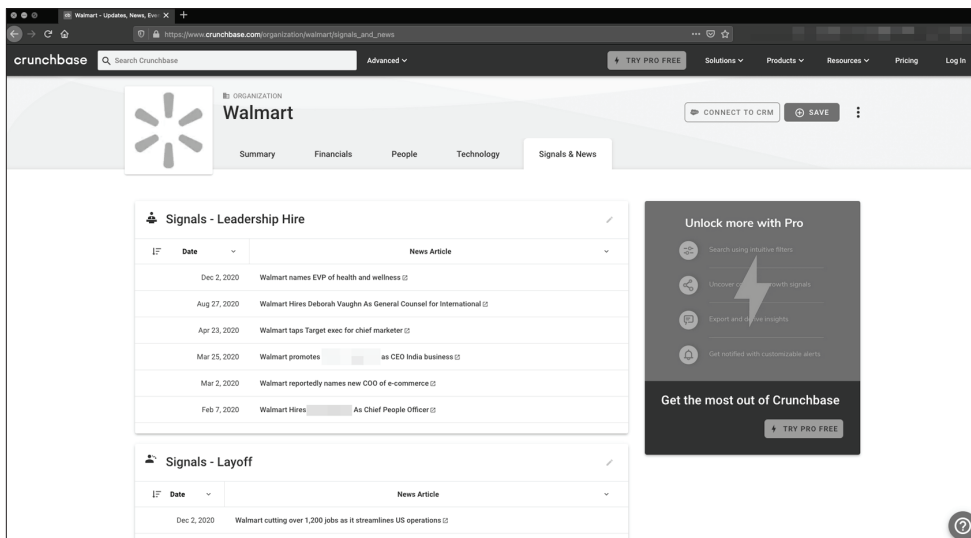 Walmart - Updates, News, Eve
https://www.crunchbase.com/organization/walmart/signals_and_news
crunchbase Search Crunchbase Advanced TRY PRO FREE Solutions Products Resources Pricing Log In
ORGANIZATION
Walmart
CONNECT TO CRM SAVE
Summary Financials People Technology Signals & News
Signals - Leadership Hire
Date News Article
Dec 2, 2020 Walmart names EVP of health and wellness
Aug 27, 2020 Walmart Hires Deborah Vaughn As General Counsel for International
Apr 23, 2020 Walmart taps Target exec for chief marketer
Mar 25, 2020 Walmart promotes as CEO India business
Mar 2, 2020 Walmart reportedly names new COO of e-commerce
Feb 7, 2020 Walmart Hires As Chief People Officer
Signals - Layoff
Date News Article
Dec 2, 2020 Walmart cutting over 1,200 jobs as it streamlines US operations
Unlock more with Pro
Search using intuitive filters
Uncover growth signals
Export and derive insights
Get notified with customizable alerts
Get the most out of Crunchbase
TRY PRO FREE